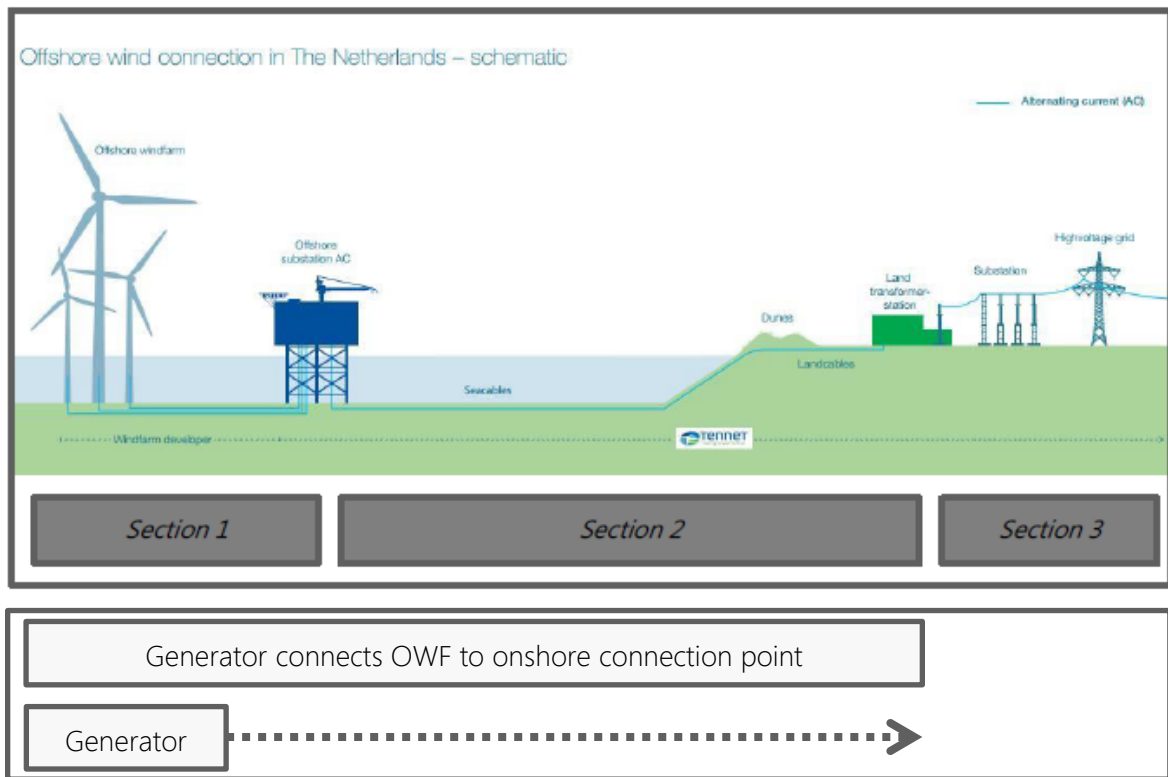 Offshore wind connection in The Netherlands – schematic
Alternating current (AC)
Offshore windfarm
Offshore
substation AC
Highvoltage grid
Substation
Land
transformer-
station
Dunes
Landcables
Seacables
Windfarm developer
TenneT
Section 1
Section 2
Section 3
Generator connects OWF to onshore connection point
Generator